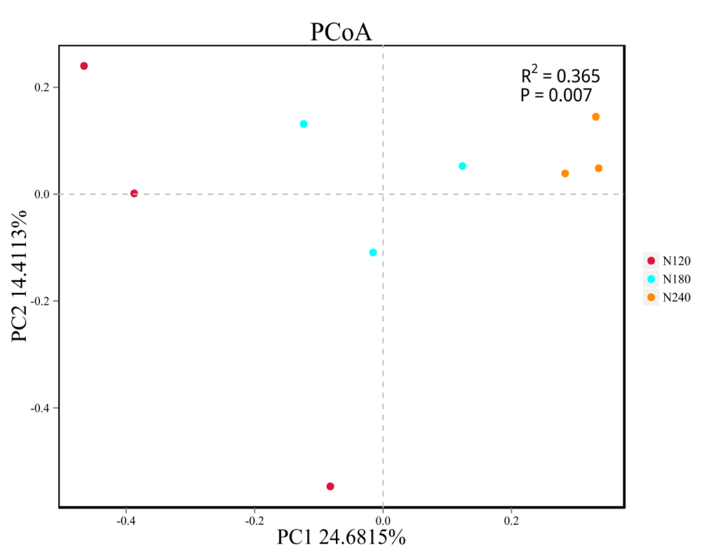 PCoA
R² = 0.365
P = 0.007
0.2
0.0
-0.2
-0.4
PC2 14.4113%
-0.4 -0.2 0.0 0.2
PC1 24.6815%
N120
N180
N240